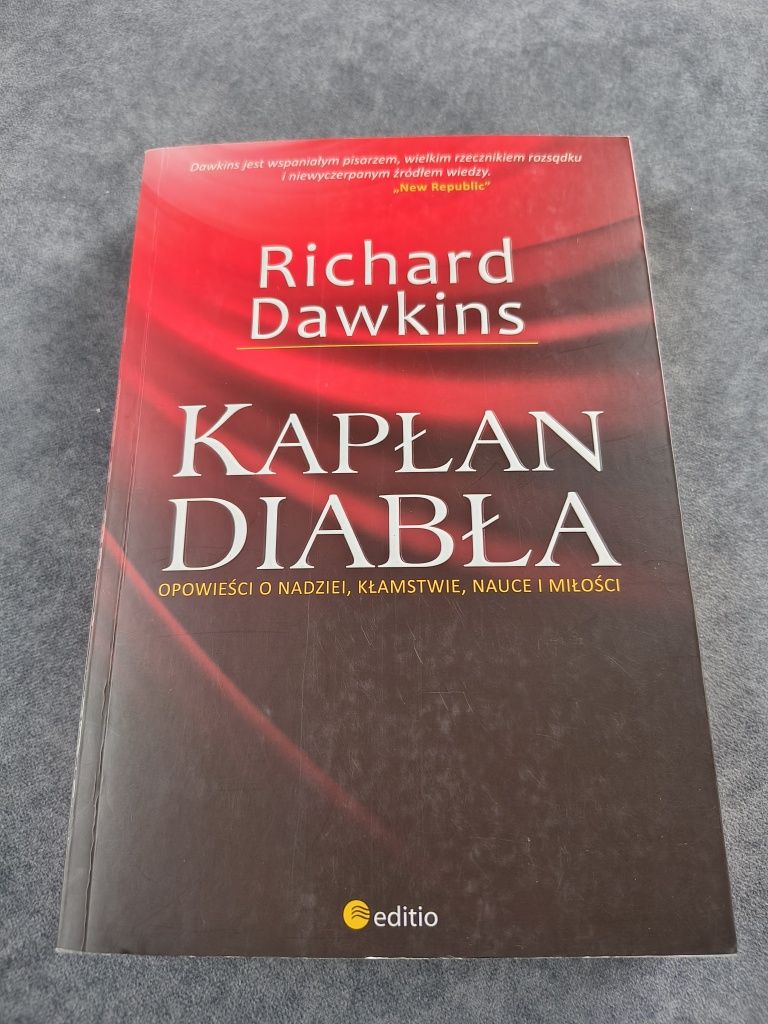 Dawkins jest wspaniałym pisarzem, wielkim rzecznikiem rozsądku
i niewyczerpanym źródłem wiedzy.
„New Republic”
Richard
Dawkins
KAPŁAN
DIABŁA
OPOWIEŚCI O NADZIEI, KŁAMSTWIE, NAUCE I MIŁOŚCI
editio